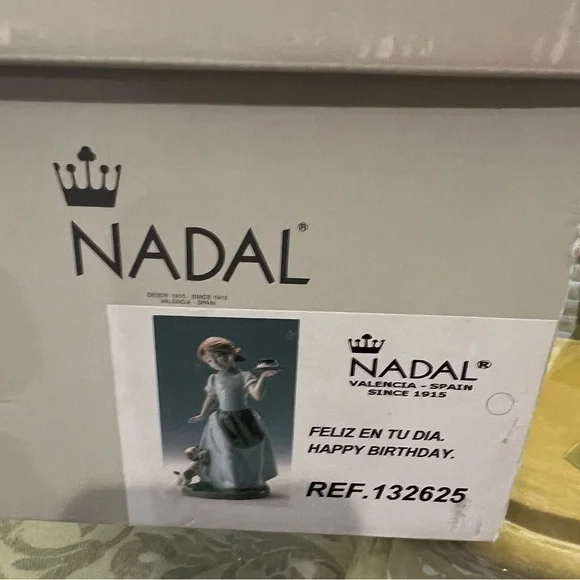 NADAL®
DESDE 1915. SINCE 1915
VALENCIA SPAIN
NADAL®
VALENCIA - SPAIN
SINCE 1915
FELIZ EN TU DIA.
HAPPY BIRTHDAY.
REF.132625